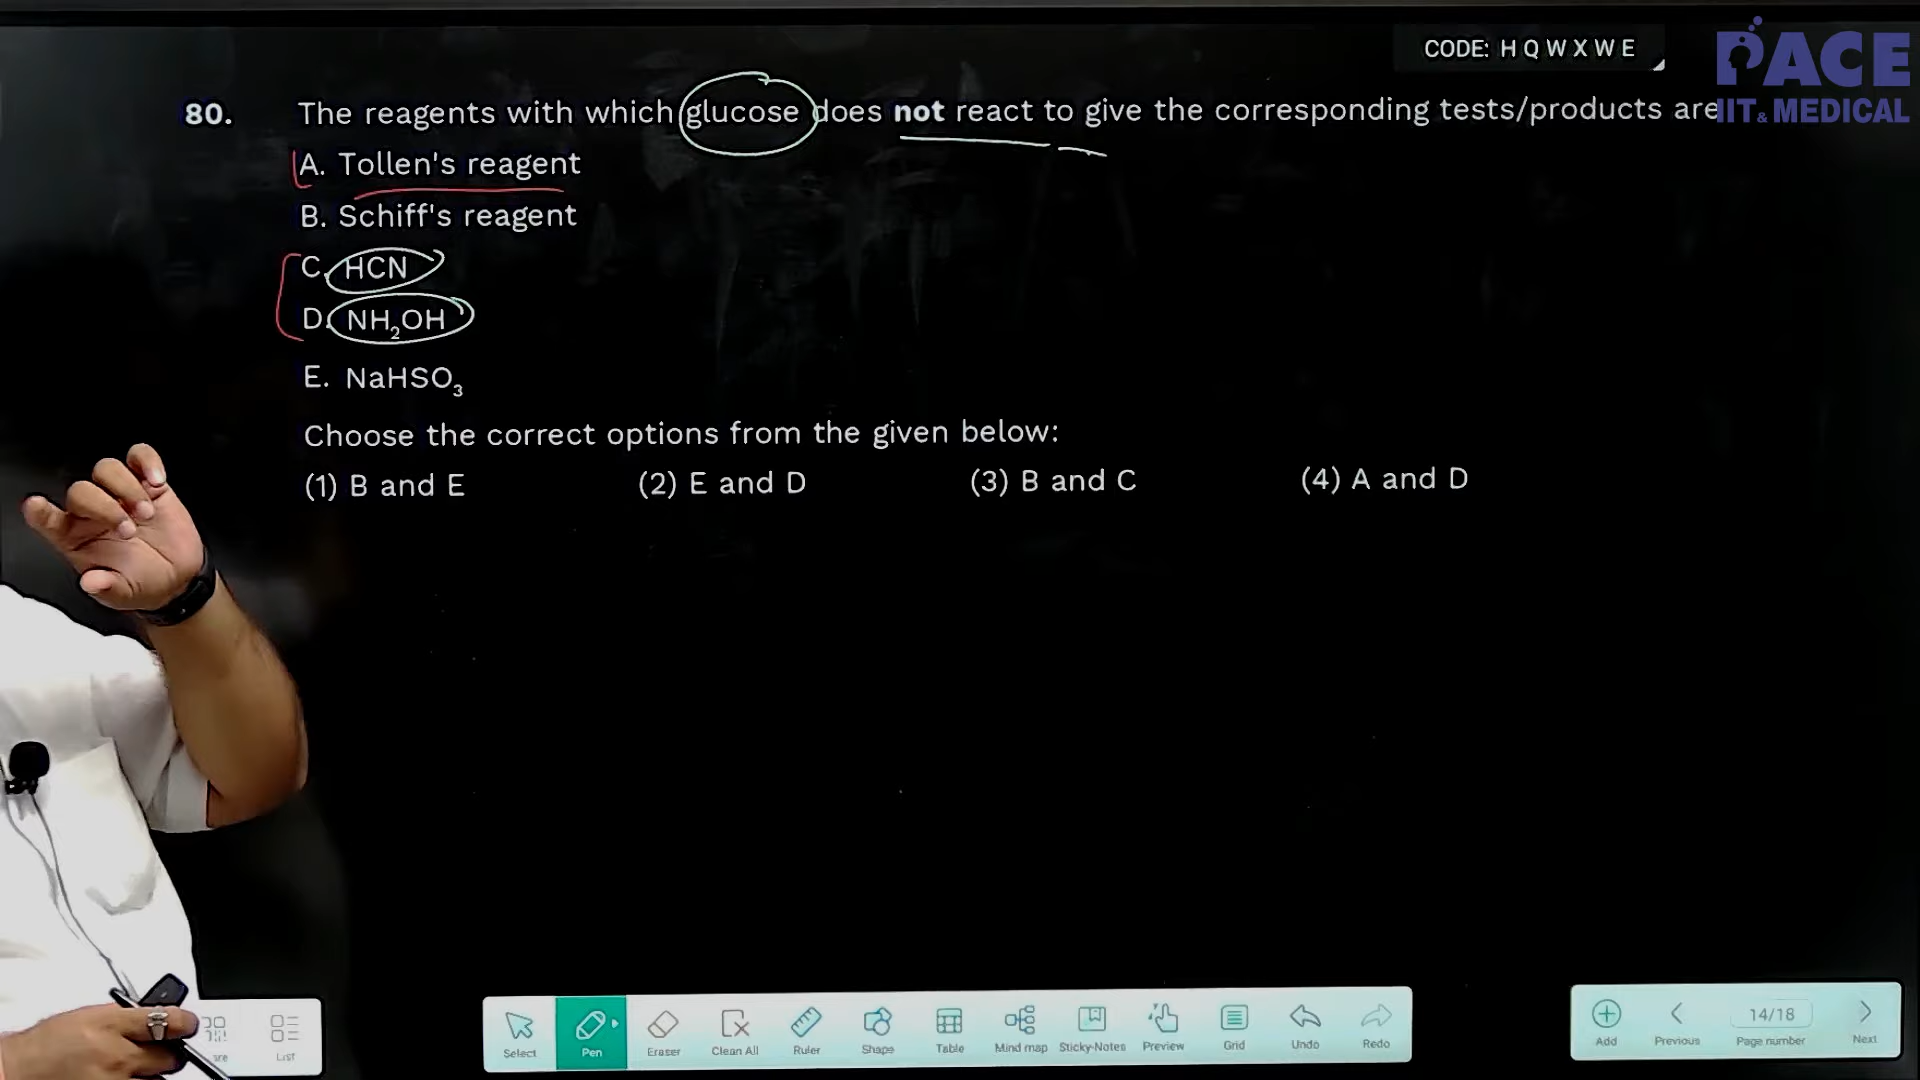 CODE: H Q W X W E
PACE
IIT & MEDICAL
80. The reagents with which glucose does not react to give the corresponding tests/products are
A. Tollen's reagent
B. Schiff's reagent
C. HCN
D. NH₂OH
E. NaHSO₃
Choose the correct options from the given below:
(1) B and E (2) E and D (3) B and C (4) A and D
List
Select Pen Eraser Clean All Ruler Shape Table Mind map Sticky-Notes Preview Grid Undo Redo
14/18
Add Previous Page number Next